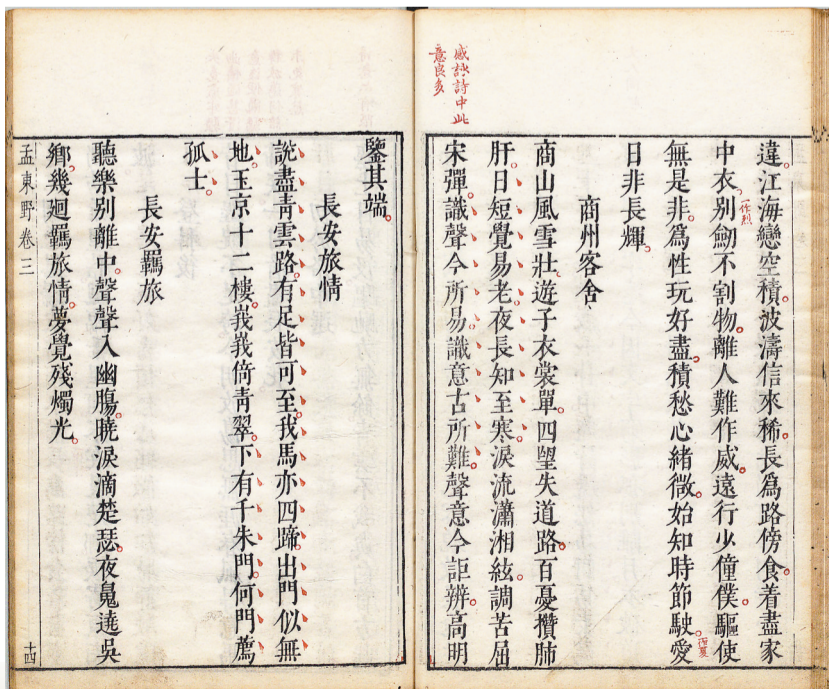 感訴詩中此
意良多
違江海戀空積波濤信來稀長爲路傍食着盡家
中衣別劒不割物離人難作威遠行少僮僕驅使
一作烈
無是非爲性玩好盡積愁心緒微始知時節駛愛
日非長輝
商州客舍
商山風雪壯遊子衣裳單四望失道路百憂攢肺
肝日短覺易老夜長知至寒淚流瀟湘絃調苦屈
宋彈識聲今所易識意古所難聲意今詎辨高明
鑒其端
長安旅情
說盡青雲路有足皆可至我馬亦四蹄出門似無
地玉京十二樓峩峩倚青翠下有千朱門何門薦
孤士
長安羈旅
聽樂別離中聲聲入幽腸曉淚滴楚瑟夜鬼遶吳
鄉幾迴羈旅情夢覺殘燭光
孟東野卷三
十四